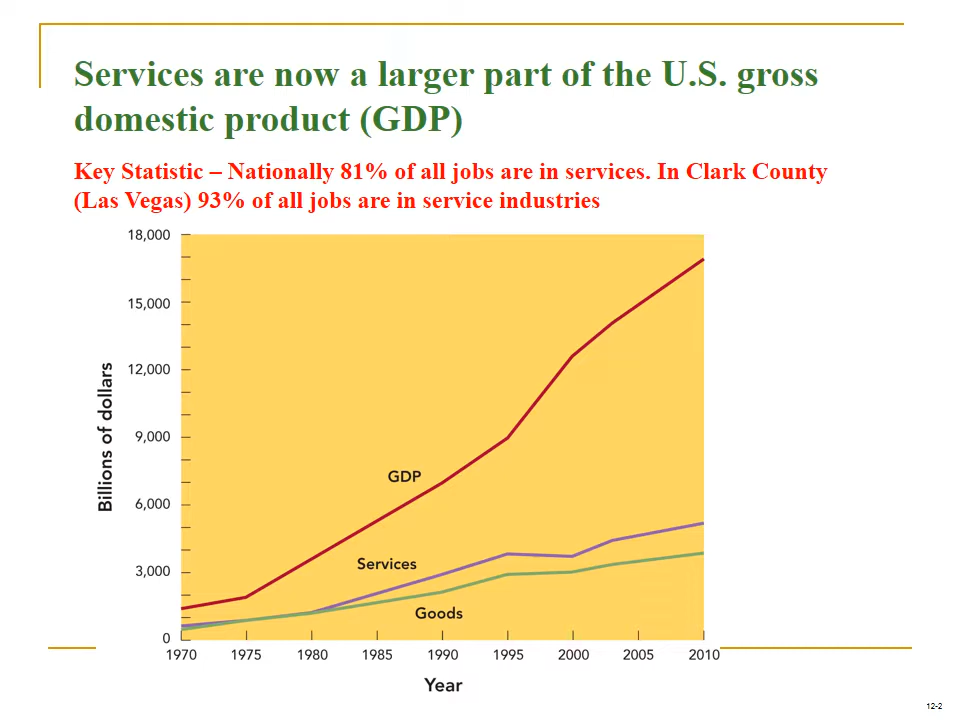 Services are now a larger part of the U.S. gross
domestic product (GDP)
Key Statistic – Nationally 81% of all jobs are in services. In Clark County
(Las Vegas) 93% of all jobs are in service industries
18,000
15,000
12,000
9,000
6,000
3,000
0
Billions of dollars
GDP
Services
Goods
1970 1975 1980 1985 1990 1995 2000 2005 2010
Year
12-2